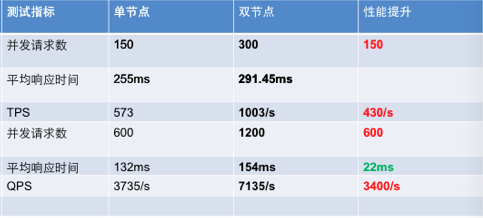 测试指标 单节点 双节点 性能提升
并发请求数 150 300 150
平均响应时间 255ms 291.45ms
TPS 573 1003/s 430/s
并发请求数 600 1200 600
平均响应时间 132ms 154ms 22ms
QPS 3735/s 7135/s 3400/s